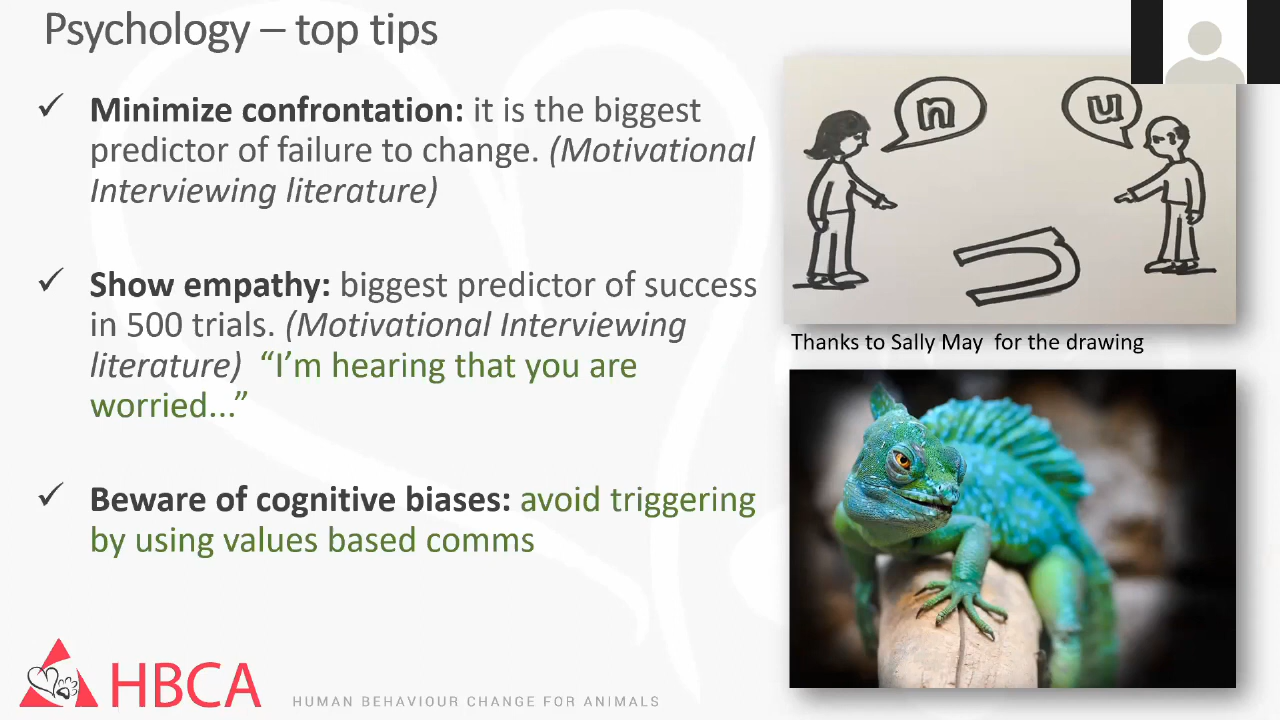 Psychology – top tips
✓ Minimize confrontation: it is the biggest
predictor of failure to change. (Motivational
Interviewing literature)
✓ Show empathy: biggest predictor of success
in 500 trials. (Motivational Interviewing
literature) “I’m hearing that you are
worried...”
✓ Beware of cognitive biases: avoid triggering
by using values based comms
n
u
Thanks to Sally May  for the drawing
HBCA
HUMAN BEHAVIOUR CHANGE FOR ANIMALS